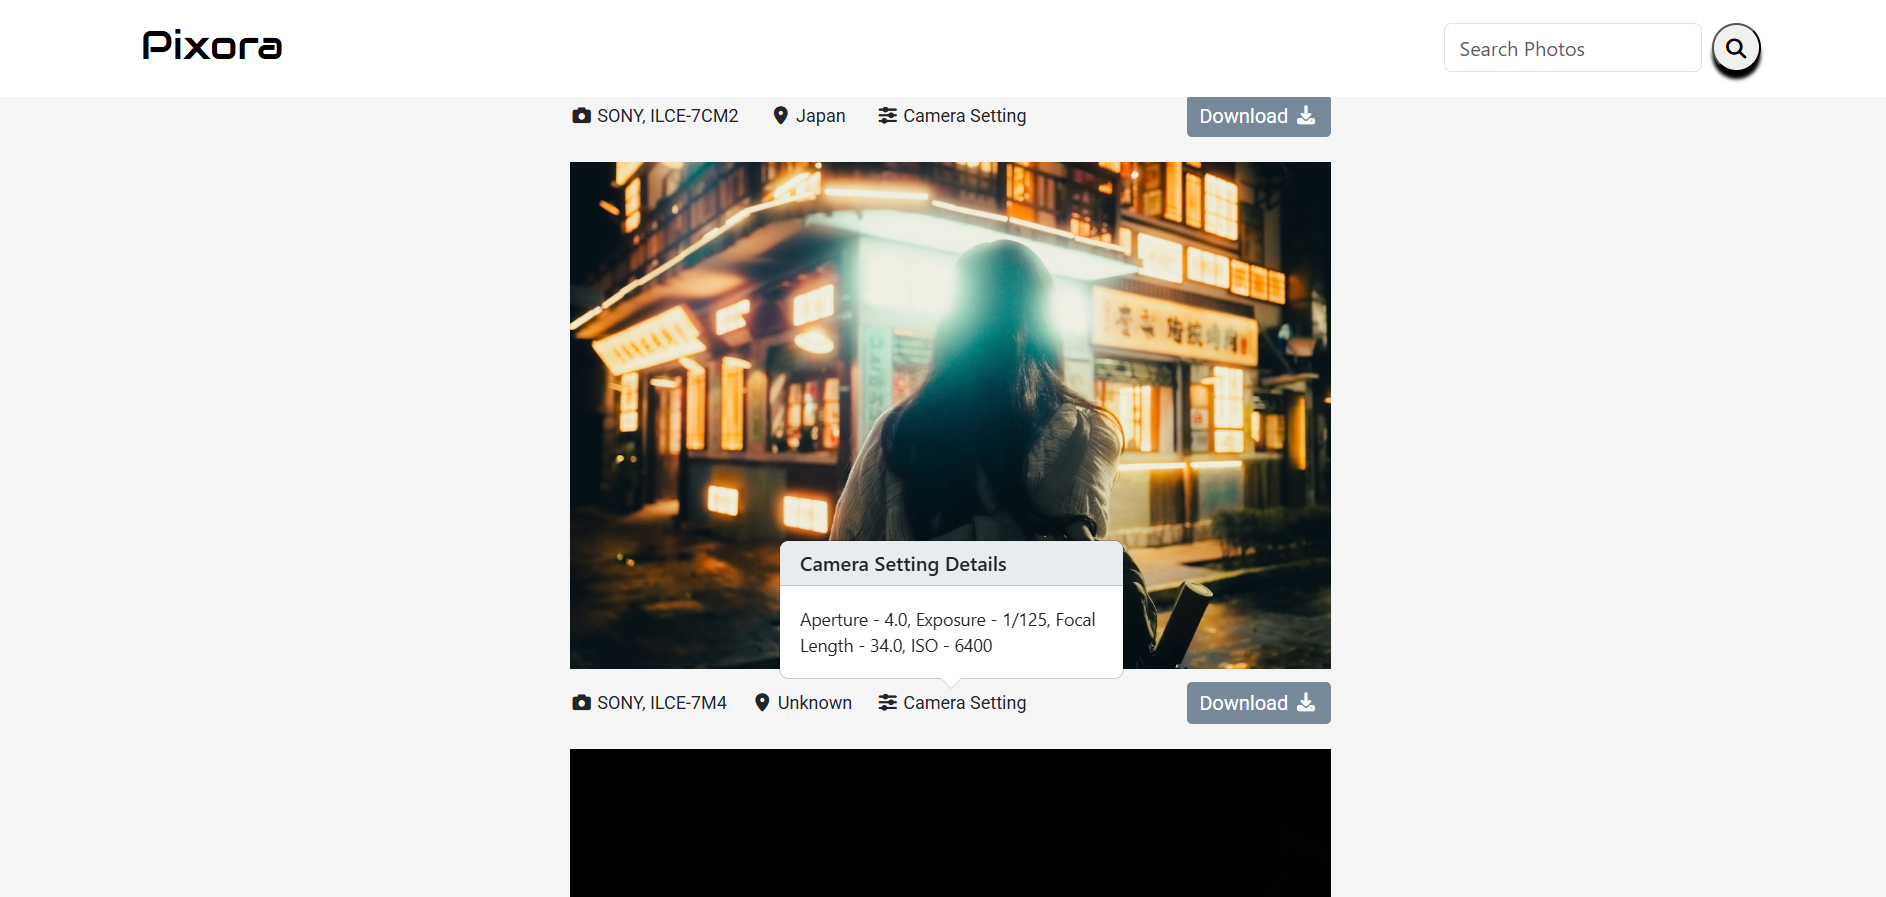 Pixora
Search Photos
SONY, ILCE-7CM2 Japan Camera Setting Download
Camera Setting Details
Aperture - 4.0, Exposure - 1/125, Focal
Length - 34.0, ISO - 6400
SONY, ILCE-7M4 Unknown Camera Setting Download